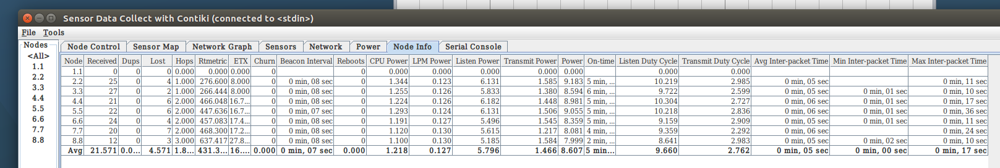 Sensor Data Collect with Contiki (connected to <stdin>)
File Tools
Nodes
<All>
1.1
2.2
3.3
4.4
5.5
6.6
7.7
8.8
Node Control Sensor Map Network Graph Sensors Network Power Node Info Serial Console
Node Received Dups Lost Hops Rtmetric ETX Churn Beacon Interval Reboots CPU Power LPM Power Listen Power Transmit Power Power On-time Listen Duty Cycle Transmit Duty Cycle Avg Inter-packet Time Min Inter-packet Time Max Inter-packet Time
1.1 0 0 0 0.000 0.000 0.000 0 0 0.000 0.000 0.000 0.000 0.000 0.000 0.000
2.2 25 0 4 1.000 276.600 8.000 0 0 min, 08 sec 0 1.344 0.123 6.131 1.585 9.183 5 min, ... 10.219 2.985 0 min, 05 sec 0 min, 11 sec
3.3 27 0 2 1.000 266.444 8.000 0 0 min, 08 sec 0 1.255 0.126 5.833 1.380 8.594 6 min, ... 9.722 2.599 0 min, 05 sec 0 min, 01 sec 0 min, 10 sec
4.4 21 0 6 2.000 466.048 16.7... 0 0 min, 08 sec 0 1.224 0.126 6.182 1.448 8.981 5 min, ... 10.304 2.727 0 min, 06 sec 0 min, 01 sec 0 min, 17 sec
5.5 22 0 6 2.000 447.636 16.7... 0 0 min, 07 sec 0 1.293 0.124 6.131 1.506 9.055 5 min, ... 10.218 2.836 0 min, 06 sec 0 min, 01 sec 0 min, 36 sec
6.6 24 0 4 2.000 457.083 17.4... 0 0 min, 08 sec 0 1.191 0.127 5.496 1.545 8.359 5 min, ... 9.159 2.909 0 min, 05 sec 0 min, 01 sec 0 min, 11 sec
7.7 20 0 7 2.000 468.300 17.2... 0 0 min, 08 sec 0 1.120 0.130 5.615 1.217 8.081 4 min, ... 9.359 2.292 0 min, 06 sec 0 min, 24 sec
8.8 12 0 3 3.000 637.417 27.8... 0 0 min, 08 sec 0 1.100 0.130 5.185 1.584 7.999 2 min, ... 8.641 2.983 0 min, 05 sec 0 min, 02 sec 0 min, 10 sec
Avg 21.571 0.0... 4.571 1.8... 431.3... 16.... 0.000 0 min, 07 sec 0.000 1.218 0.127 5.796 1.466 8.607 5 min... 9.660 2.762 0 min, 05 sec 0 min, 00 sec 0 min, 17 sec